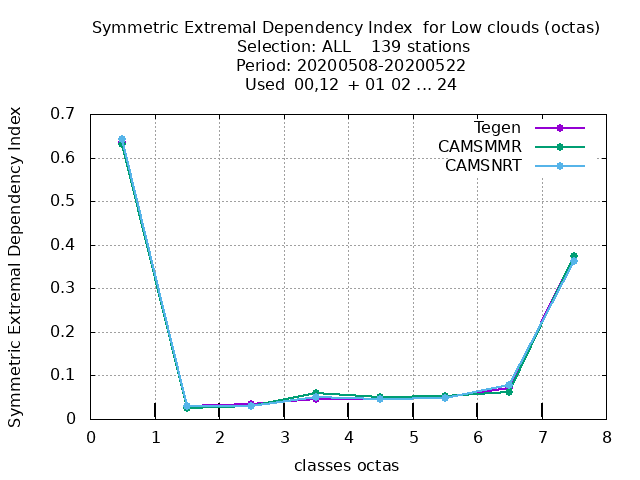 Symmetric Extremal Dependency Index  for Low clouds (octas)
Selection: ALL    139 stations
Period: 20200508-20200522
Used  00,12  + 01 02 ... 24
Symmetric Extremal Dependency Index
0.7
0.6
0.5
0.4
0.3
0.2
0.1
0
Tegen
CAMSMMR
CAMSNRT
0 1 2 3 4 5 6 7 8
classes octas